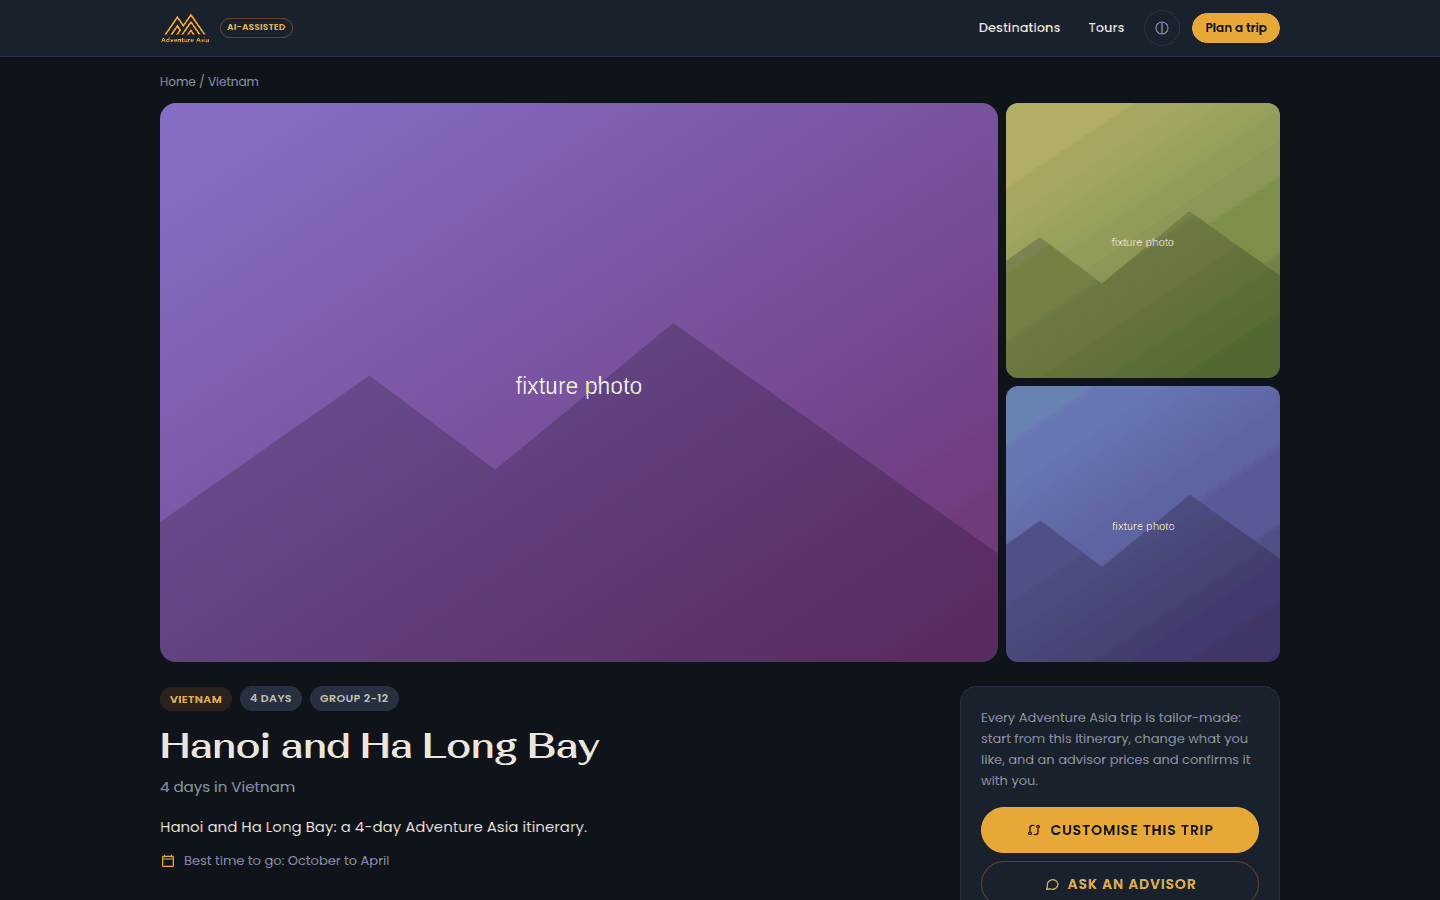 Adventure Asia
AI-ASSISTED
Destinations
Tours
Plan a trip
Home / Vietnam
fixture photo
fixture photo
fixture photo
VIETNAM
4 DAYS
GROUP 2-12
Hanoi and Ha Long Bay
4 days in Vietnam
Hanoi and Ha Long Bay: a 4-day Adventure Asia itinerary.
Best time to go: October to April
Every Adventure Asia trip is tailor-made:
start from this itinerary, change what you
like, and an advisor prices and confirms it
with you.
CUSTOMISE THIS TRIP
ASK AN ADVISOR